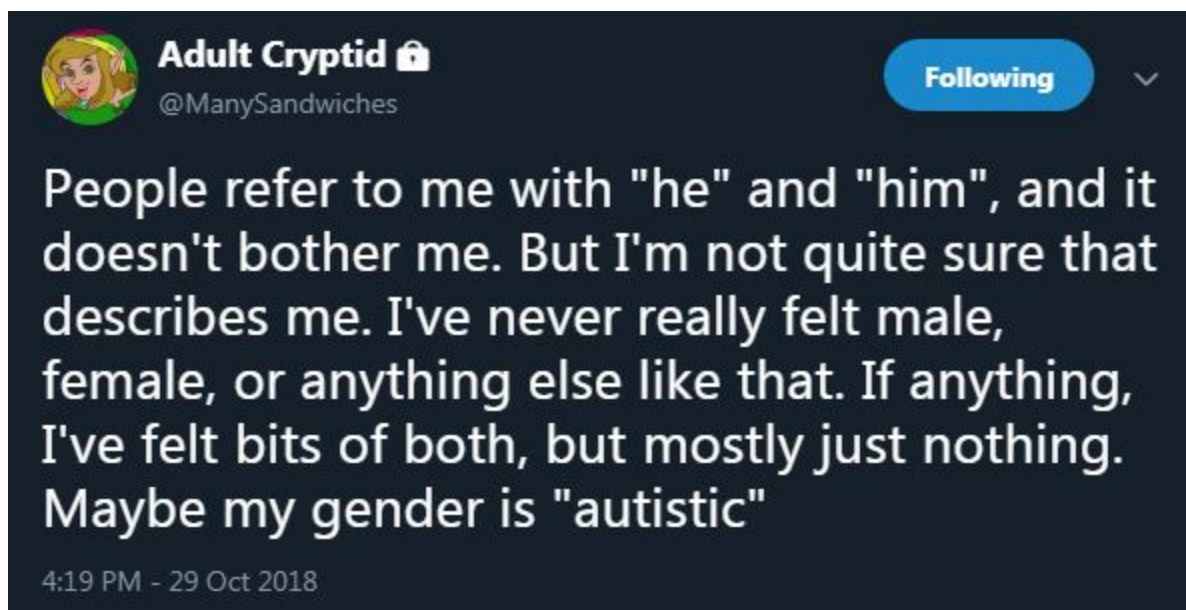 Adult Cryptid
@ManySandwiches
Following
People refer to me with "he" and "him", and it
doesn't bother me. But I'm not quite sure that
describes me. I've never really felt male,
female, or anything else like that. If anything,
I've felt bits of both, but mostly just nothing.
Maybe my gender is "autistic"
4:19 PM - 29 Oct 2018